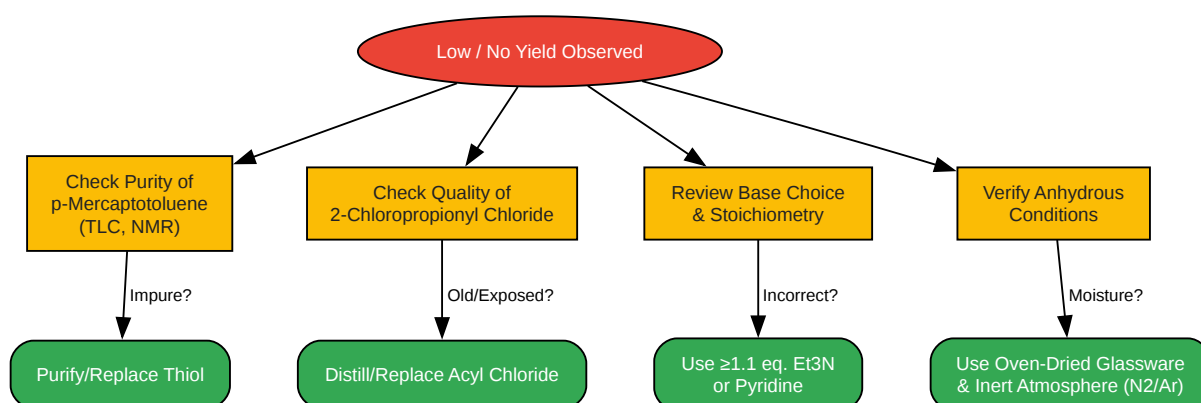 Low / No Yield Observed
Check Purity of
p-Mercaptotoluene
(TLC, NMR)
Check Quality of
2-Chloropropionyl Chloride
Review Base Choice
& Stoichiometry
Verify Anhydrous
Conditions
Impure?
Old/Exposed?
Incorrect?
Moisture?
Purify/Replace Thiol
Distill/Replace Acyl Chloride
Use ≥1.1 eq. Et3N
or Pyridine
Use Oven-Dried Glassware
& Inert Atmosphere (N2/Ar)